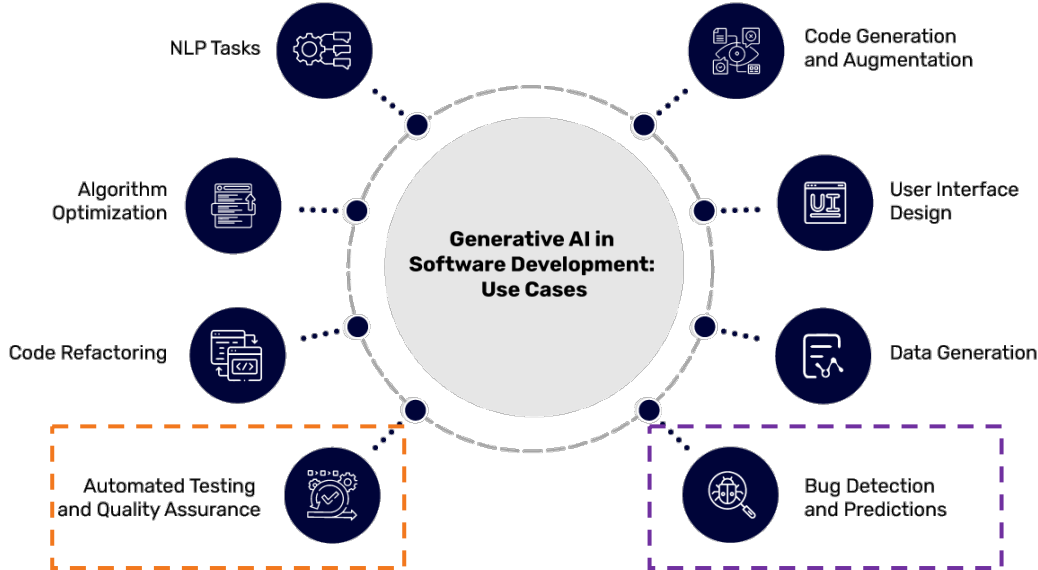 NLP Tasks
Code Generation
and Augmentation
Algorithm
Optimization
User Interface
Design
UI
Generative AI in
Software Development:
Use Cases
Code Refactoring
</>
Data Generation
Automated Testing
and Quality Assurance
Bug Detection
and Predictions